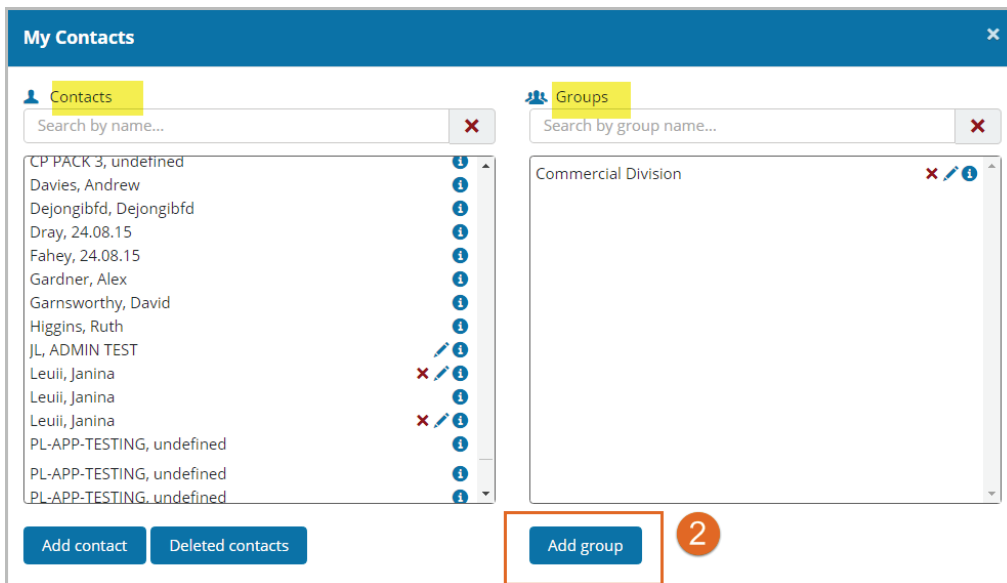 My Contacts
Contacts
Search by name...
CP PACK 3, undefined
Davies, Andrew
Dejongibfd, Dejongibfd
Dray, 24.08.15
Fahey, 24.08.15
Gardner, Alex
Garnsworthy, David
Higgins, Ruth
JL, ADMIN TEST
Leuii, Janina
Leuii, Janina
Leuii, Janina
PL-APP-TESTING, undefined
PL-APP-TESTING, undefined
PL-APP-TESTING, undefined
Add contact
Deleted contacts
Groups
Search by group name...
Commercial Division
Add group
2